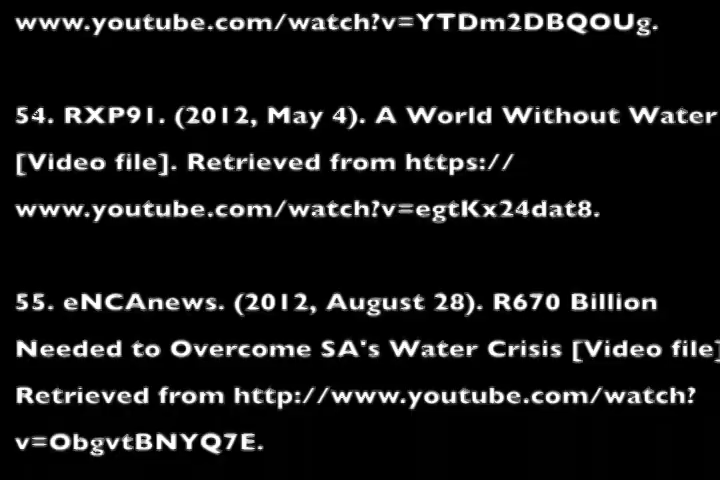 www.youtube.com/watch?v=YTDm2DBQOUg.
54. RXP91. (2012, May 4). A World Without Water
[Video file]. Retrieved from https://
www.youtube.com/watch?v=egtKx24dat8.
55. eNCAnews. (2012, August 28). R670 Billion
Needed to Overcome SA's Water Crisis [Video file]
Retrieved from http://www.youtube.com/watch?
v=ObgvtBNYQ7E.